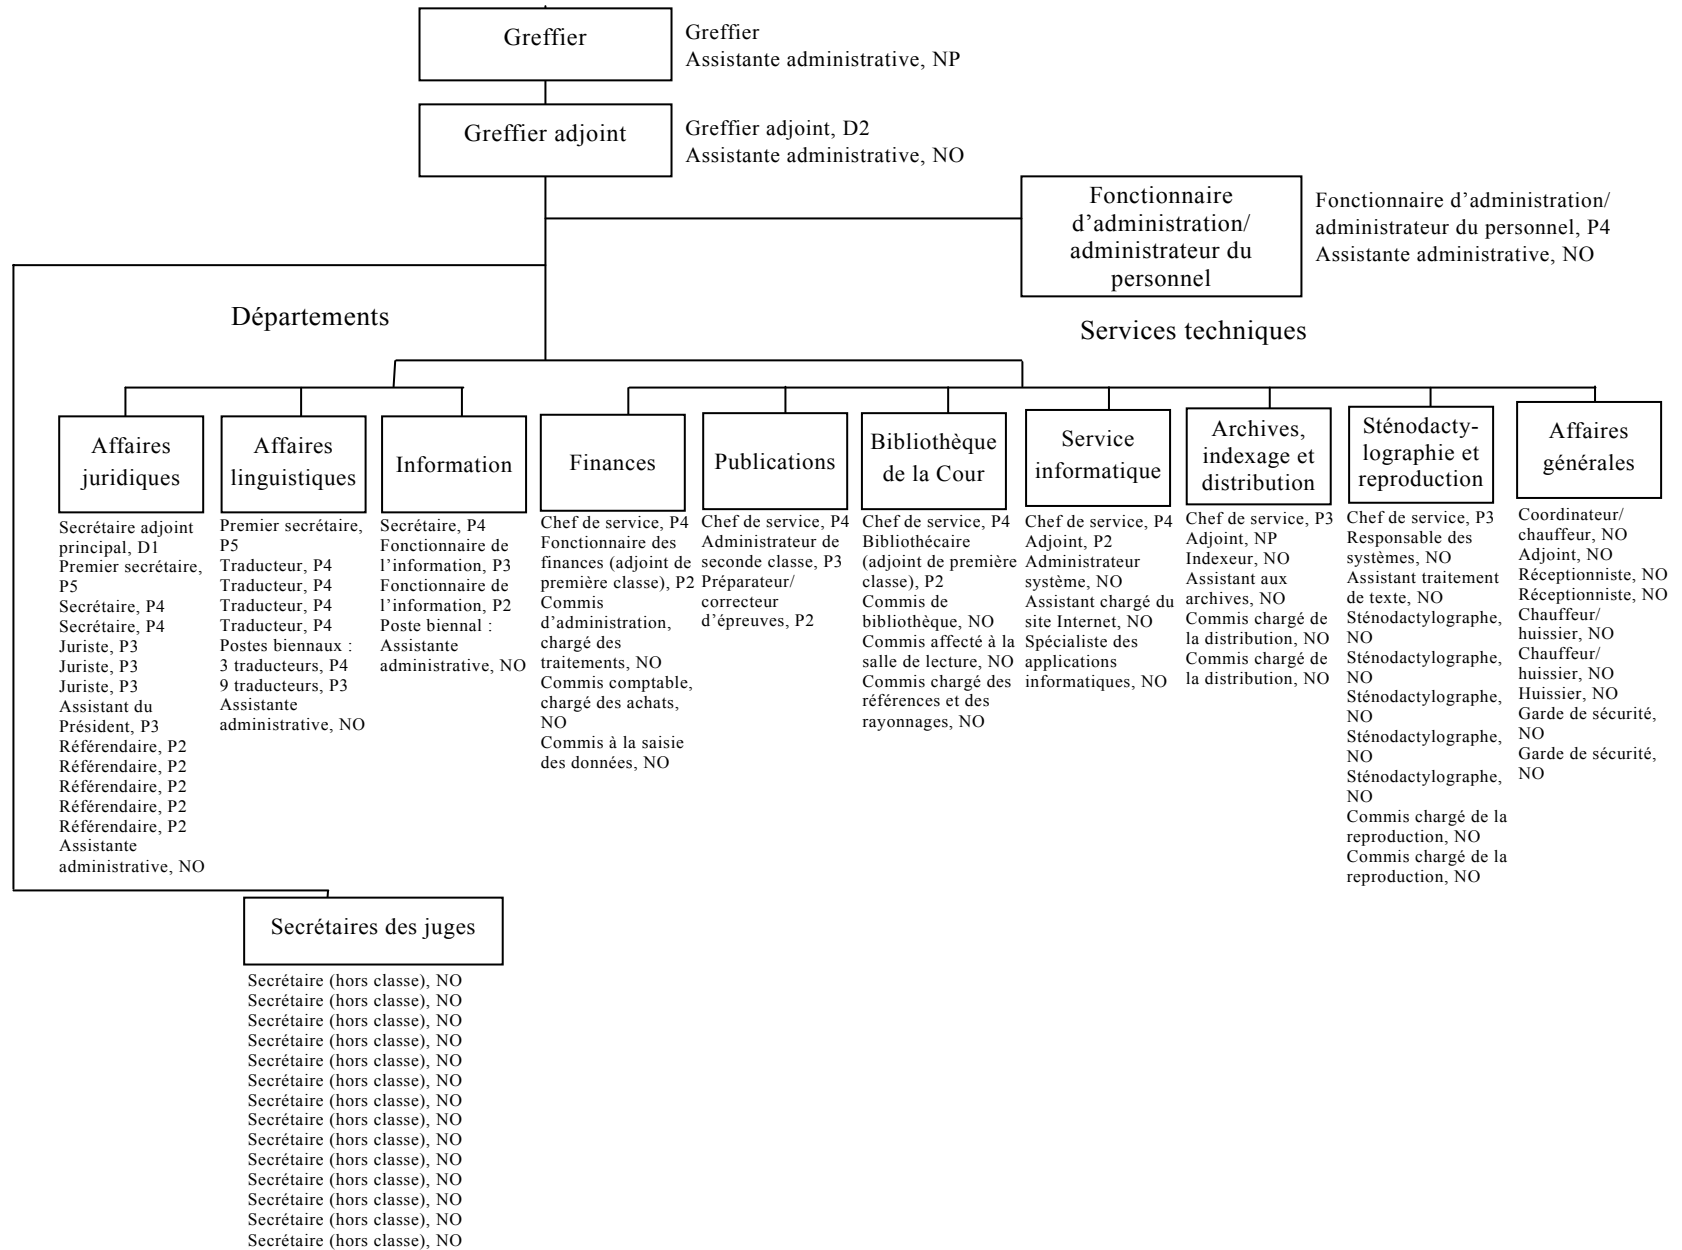 Greffier
Greffier
Assistante administrative, NP
Greffier adjoint
Greffier adjoint, D2
Assistante administrative, NO
Fonctionnaire
d’administration/
administrateur du
personnel
Fonctionnaire d’administration/
administrateur du personnel, P4
Assistante administrative, NO
Départements
Services techniques
Affaires
juridiques
Secrétaire adjoint
principal, D1
Premier secrétaire,
P5
Secrétaire, P4
Secrétaire, P4
Juriste, P3
Juriste, P3
Juriste, P3
Assistant du
Président, P3
Référendaire, P2
Référendaire, P2
Référendaire, P2
Référendaire, P2
Référendaire, P2
Assistante
administrative, NO
Affaires
linguistiques
Premier secrétaire,
P5
Traducteur, P4
Traducteur, P4
Traducteur, P4
Traducteur, P4
Postes biennaux :
3 traducteurs, P4
9 traducteurs, P3
Assistante
administrative, NO
Information
Secrétaire, P4
Fonctionnaire de
l’information, P3
Fonctionnaire de
l’information, P2
Poste biennal :
Assistante
administrative, NO
Finances
Chef de service, P4
Fonctionnaire des
finances (adjoint de
première classe), P2
Commis
d’administration,
chargé des
traitements, NO
Commis comptable,
chargé des achats,
NO
Commis à la saisie
des données, NO
Publications
Chef de service, P4
Administrateur de
seconde classe, P3
Préparateur/
correcteur
d’épreuves, P2
Bibliothèque
de la Cour
Chef de service, P4
Bibliothécaire
(adjoint de première
classe), P2
Commis de
bibliothèque, NO
Commis affecté à la
salle de lecture, NO
Commis chargé des
références et des
rayonnages, NO
Service
informatique
Chef de service, P4
Adjoint, P2
Administrateur
système, NO
Assistant chargé du
site Internet, NO
Spécialiste des
applications
informatiques, NO
Archives,
indexage et
distribution
Chef de service, P3
Adjoint, NP
Indexeur, NO
Assistant aux
archives, NO
Commis chargé de
la distribution, NO
Commis chargé de
la distribution, NO
Sténodacty-
lographie et
reproduction
Chef de service, P3
Responsable des
systèmes, NO
Assistant traitement
de texte, NO
Sténodactylographe,
NO
Sténodactylographe,
NO
Sténodactylographe,
NO
Sténodactylographe,
NO
Sténodactylographe,
NO
Commis chargé de la
reproduction, NO
Commis chargé de la
reproduction, NO
Affaires
générales
Coordinateur/
chauffeur, NO
Adjoint, NO
Réceptionniste, NO
Réceptionniste, NO
Chauffeur/
huissier, NO
Chauffeur/
huissier, NO
Huissier, NO
Garde de sécurité,
NO
Garde de sécurité,
NO
Secrétaires des juges
Secrétaire (hors classe), NO
Secrétaire (hors classe), NO
Secrétaire (hors classe), NO
Secrétaire (hors classe), NO
Secrétaire (hors classe), NO
Secrétaire (hors classe), NO
Secrétaire (hors classe), NO
Secrétaire (hors classe), NO
Secrétaire (hors classe), NO
Secrétaire (hors classe), NO
Secrétaire (hors classe), NO
Secrétaire (hors classe), NO
Secrétaire (hors classe), NO
Secrétaire (hors classe), NO